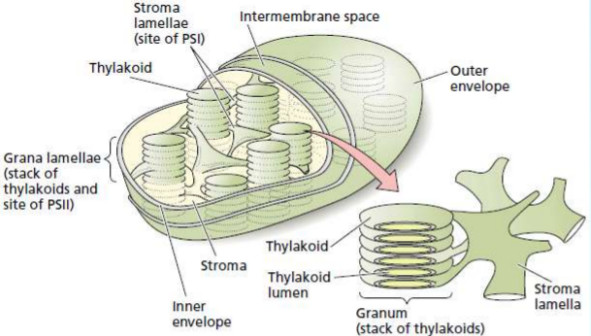 Stroma
lamellae
(site of PSI)
Intermembrane space
Thylakoid
Outer
envelope
Grana lamellae
(stack of
thylakoids and
site of PSII)
Stroma
Inner
envelope
Thylakoid
Thylakoid
lumen
Granum
(stack of thylakoids)
Stroma
lamella